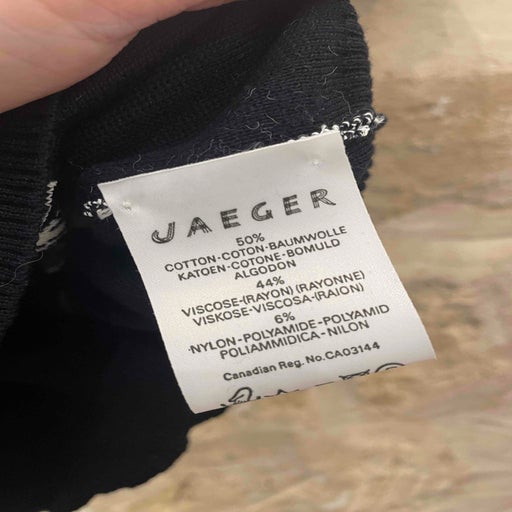 JAEGER
50%
COTTON-COTON-BAUMWOLLE
KATOEN-COTONE-BOMULD
ALGODON
44%
VISCOSE-(RAYON) (RAYONNE)
VISKOSE-VISCOSA-(RAION)
6%
NYLON-POLYAMIDE-POLYAMID
POLIAMMIDICA-NILON
Canadian Reg. No.CA03144